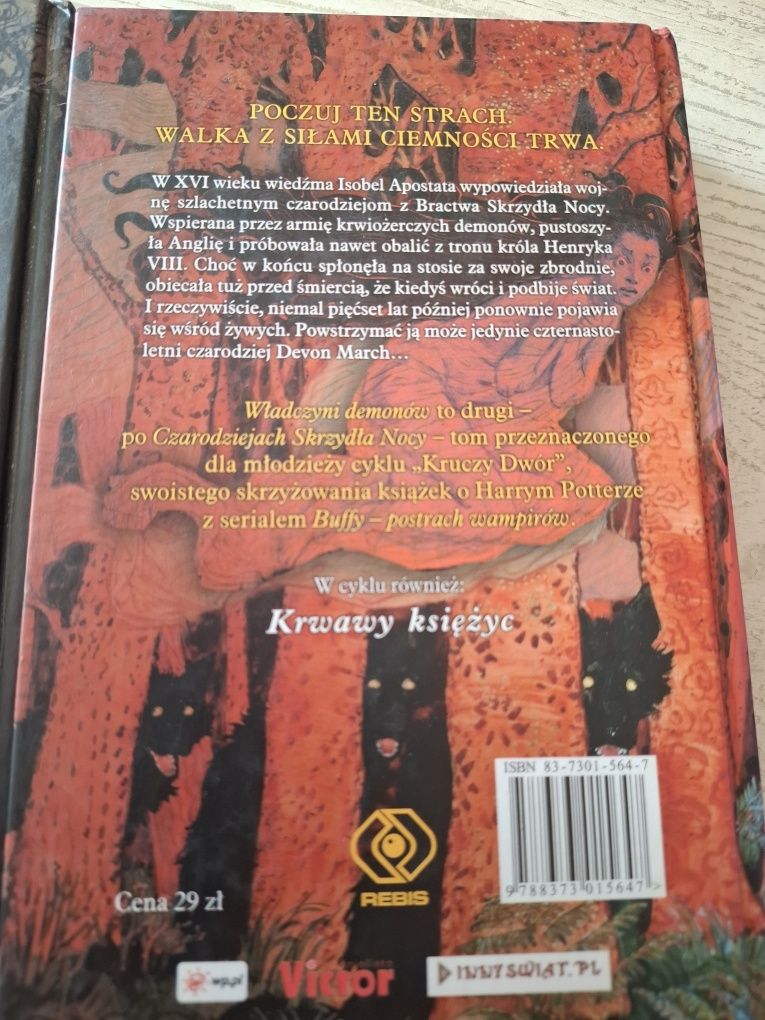 POCZUJ TEN STRACH.
WALKA Z SIŁAMI CIEMNOŚCI TRWA.
W XVI wieku wiedźma Isobel Apostata wypowiedziała woj-
nę szlachetnym czarodziejom z Bractwa Skrzydła Nocy.
Wspierana przez armię krwiożerczych demonów, pustoszy-
ła Anglię i próbowała nawet obalić z tronu króla Henryka
VIII. Choć w końcu spłonęła na stosie za swoje zbrodnie,
obiecała tuż przed śmiercią, że kiedyś wróci i podbije świat.
I rzeczywiście, niemal pięćset lat później ponownie pojawia
się wśród żywych. Powstrzymać ją może jedynie czternasto-
letni czarodziej Devon March...
Władczyni demonów to drugi –
po Czarodziejach Skrzydła Nocy – tom przeznaczonego
dla młodzieży cyklu „Kruczy Dwór”,
swoistego skrzyżowania książek o Harrym Potterze
z serialem Buffy – postrach wampirów.
W cyklu również:
Krwawy księżyc
ISBN 83-7301-564-7
9 788373 015647 >
REBIS
Cena 29 zł
wp.pl
Victor
INNYSWIAT.PL